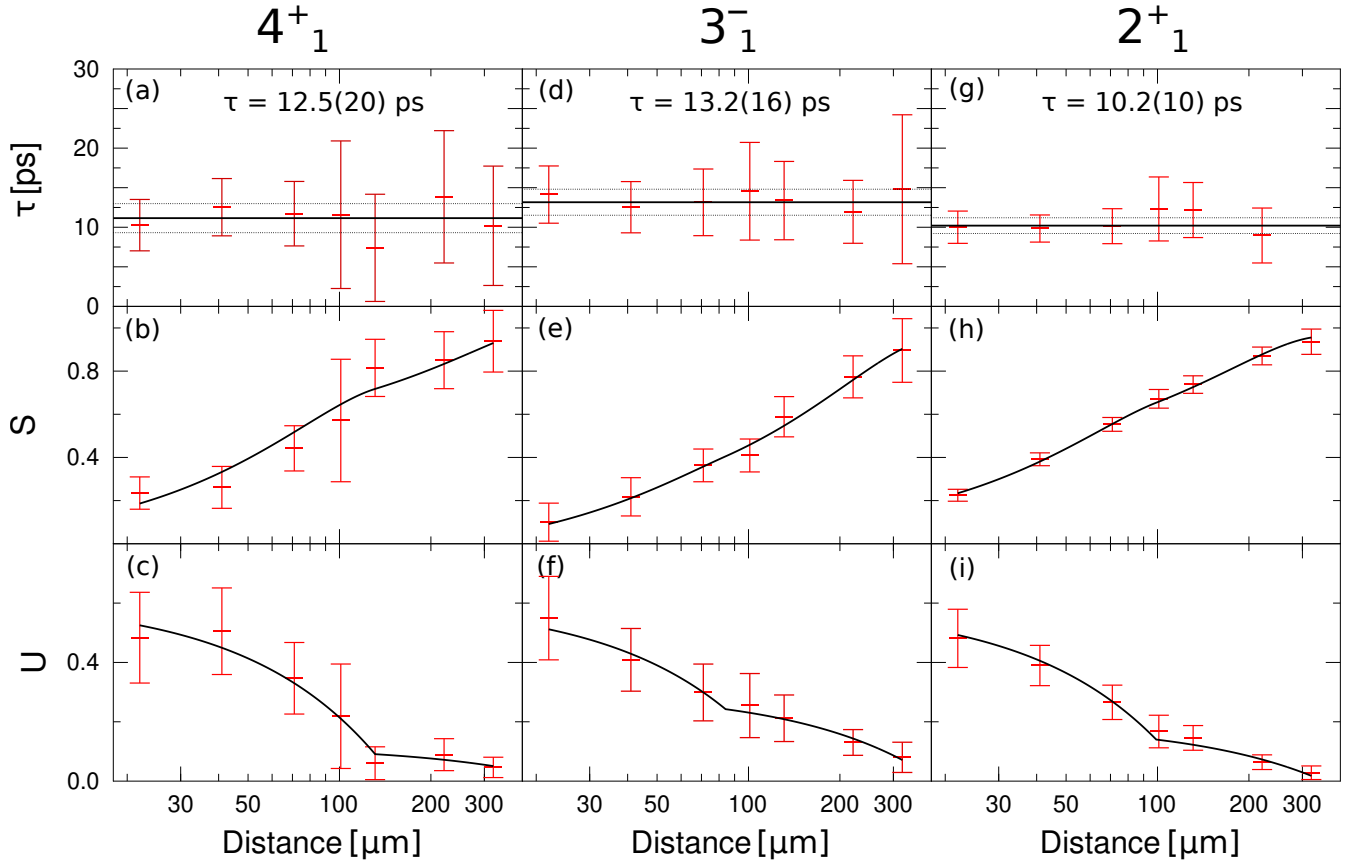 4⁺₁ 3⁻₁ 2⁺₁
30 (a) (d) (g)
τ = 12.5(20) ps τ = 13.2(16) ps τ = 10.2(10) ps
20
τ [ps]
10
0
(b) (e) (h)
0.8
S
0.4
(c) (f) (i)
0.4
U
0.0
30 50 100 200 300 30 50 100 200 300 30 50 100 200 300
Distance [µm] Distance [µm] Distance [µm]